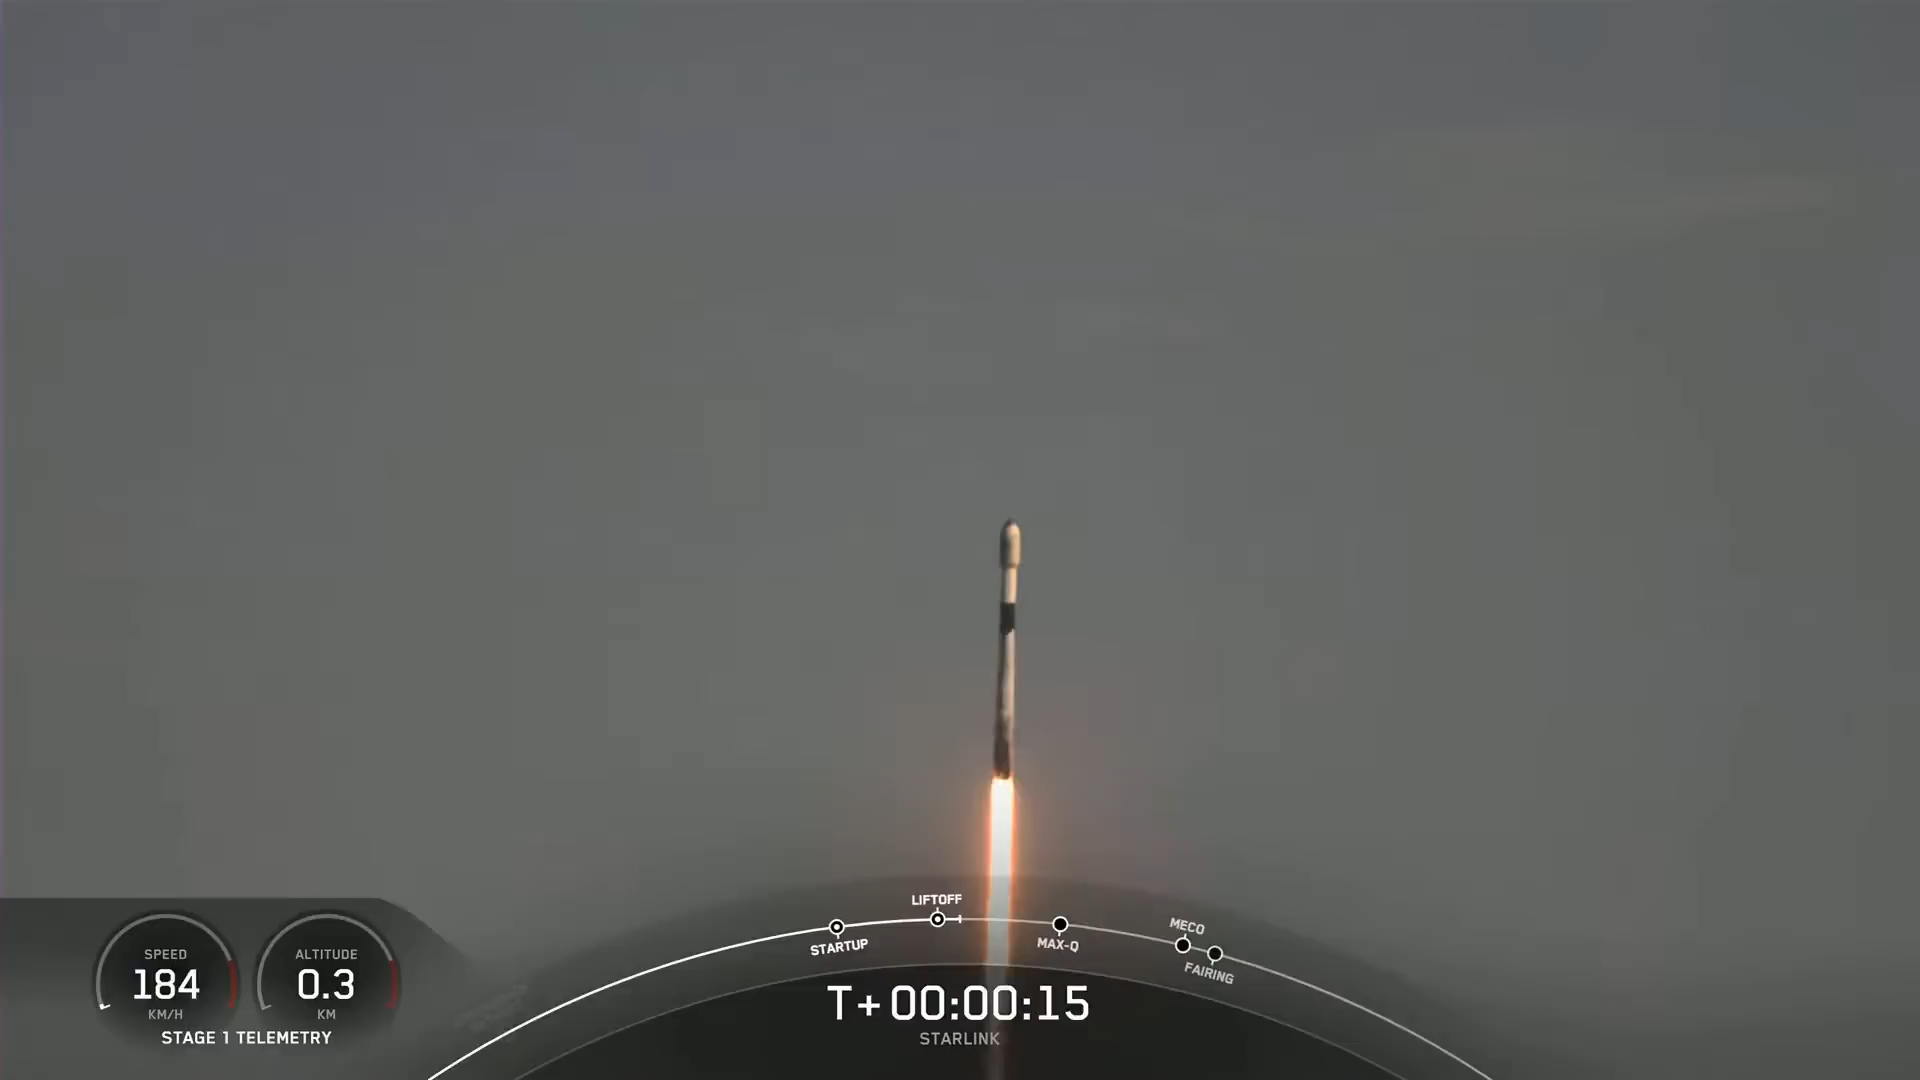 LIFTOFF
STARTUP
MAX-Q
MECO
FAIRING
SPEED
184
KM/H
ALTITUDE
0.3
KM
STAGE 1 TELEMETRY
T+00:00:15
STARLINK